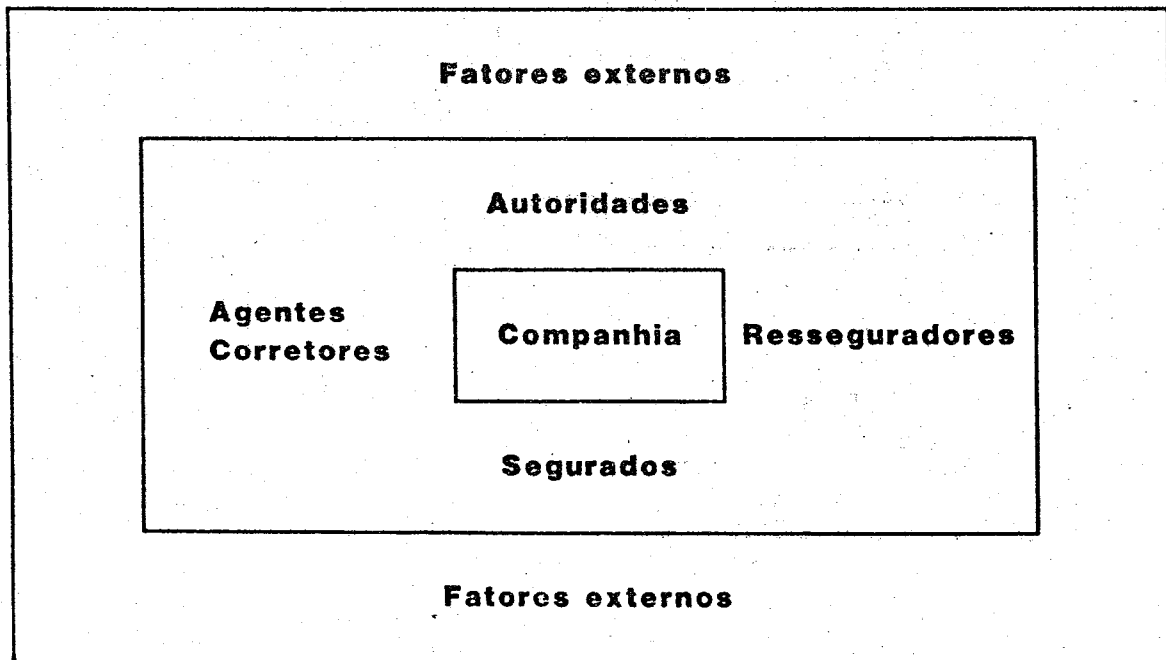 Fatores externos
Autoridades
Agentes
Corretores
Companhia
Resseguradores
Segurados
Fatores externos